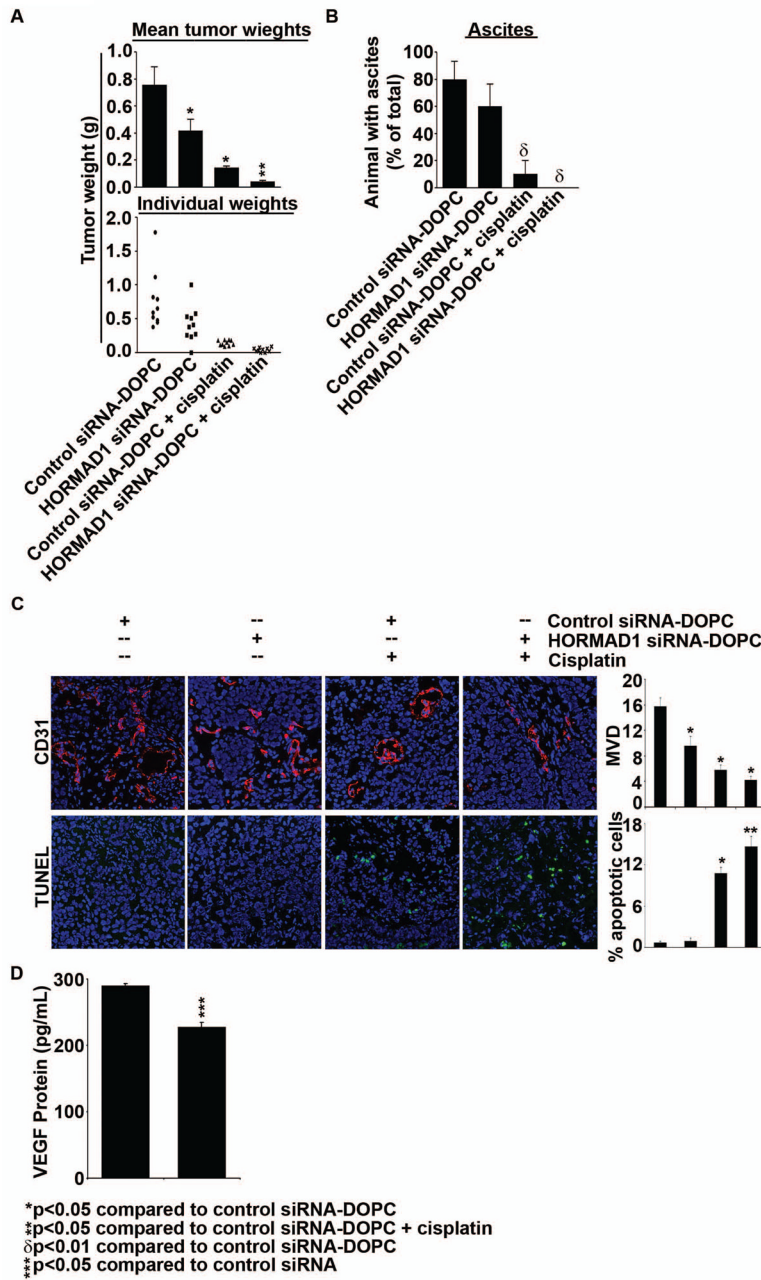 A
Mean tumor wieghts
Tumor weight (g)
1.0
0.8
0.6
0.4
0.2
0.0
*
*
**
Individual weights
2.0
1.5
1.0
0.5
0.0
Control siRNA-DOPC
HORMAD1 siRNA-DOPC
Control siRNA-DOPC + cisplatin
HORMAD1 siRNA-DOPC + cisplatin
B
Ascites
Animal with ascites
(% of total)
100
80
60
40
20
0
δ
δ
Control siRNA-DOPC
HORMAD1 siRNA-DOPC
Control siRNA-DOPC + cisplatin
HORMAD1 siRNA-DOPC + cisplatin
C
+ -- + -- Control siRNA-DOPC
-- + -- + HORMAD1 siRNA-DOPC
-- -- + + Cisplatin
CD31
MVD
20
16
12
8
4
0
*
*
*
TUNEL
% apoptotic cells
18
12
6
0
*
**
D
VEGF Protein (pg/mL)
300
200
100
0
***
*p<0.05 compared to control siRNA-DOPC
**p<0.05 compared to control siRNA-DOPC + cisplatin
δp<0.01 compared to control siRNA-DOPC
***p<0.05 compared to control siRNA